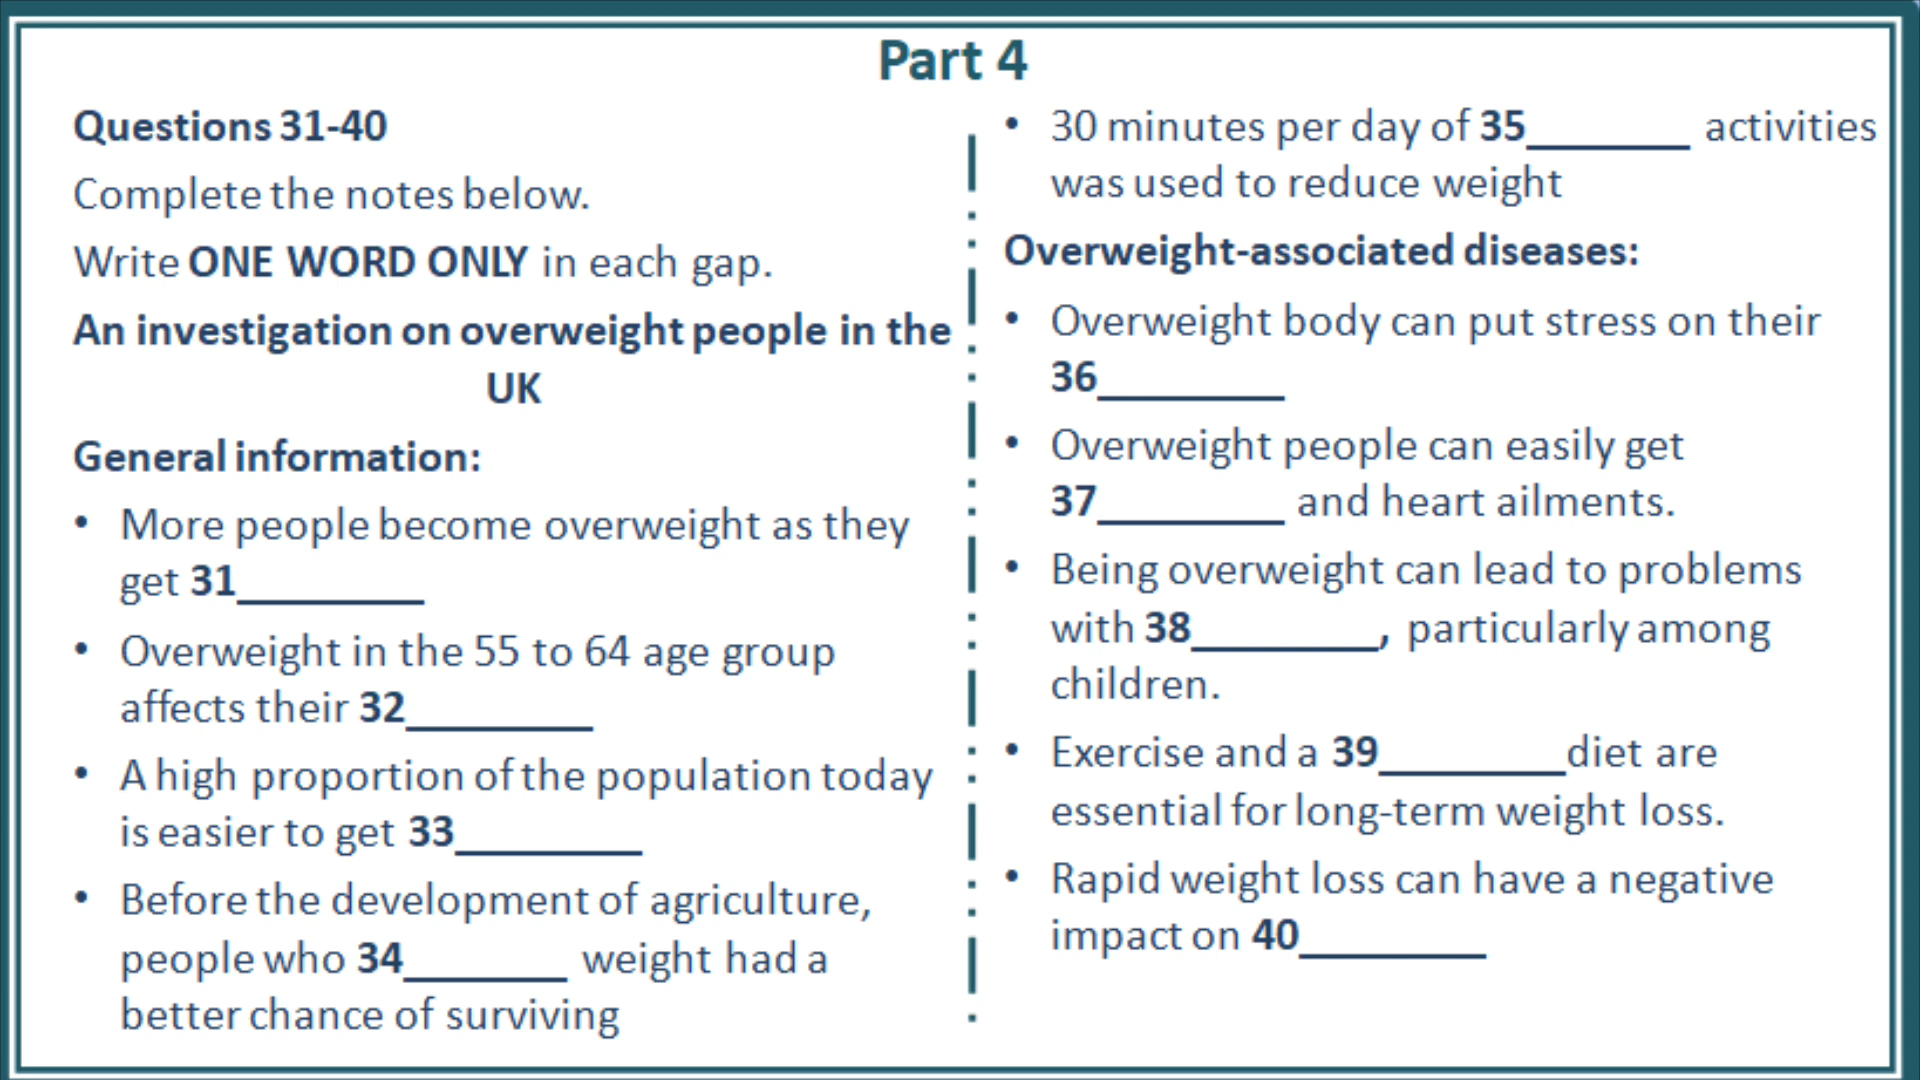 Part 4
Questions 31-40
Complete the notes below.
Write ONE WORD ONLY in each gap.
An investigation on overweight people in the
UK
General information:
• More people become overweight as they
get 31________
• Overweight in the 55 to 64 age group
affects their 32________
• A high proportion of the population today
is easier to get 33________
• Before the development of agriculture,
people who 34_______ weight had a
better chance of surviving
• 30 minutes per day of 35_______ activities
was used to reduce weight
Overweight-associated diseases:
• Overweight body can put stress on their
36________
• Overweight people can easily get
37________ and heart ailments.
• Being overweight can lead to problems
with 38________, particularly among
children.
• Exercise and a 39________diet are
essential for long-term weight loss.
• Rapid weight loss can have a negative
impact on 40________